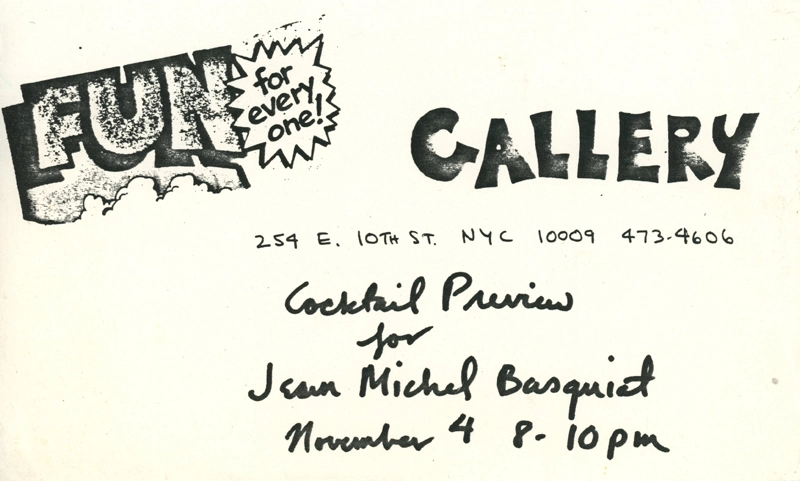 FUN
for
every
one!
GALLERY
254 E. 10TH ST. NYC 10009 473-4606
Cocktail Preview
for
Jean Michel Basquiat
November 4 8-10pm